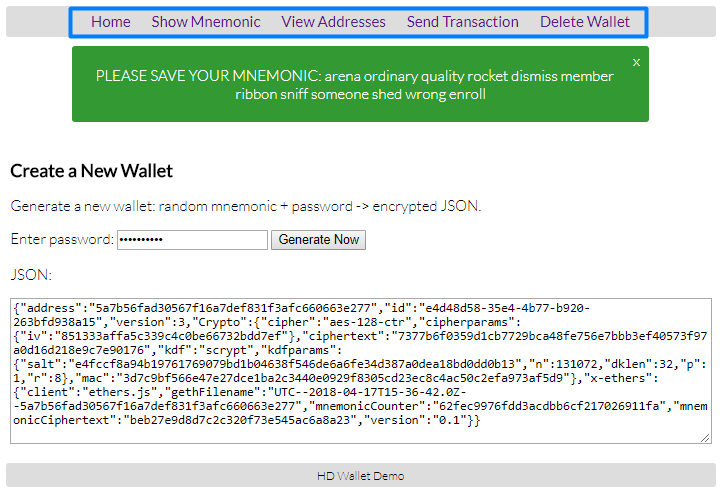 Home Show Mnemonic View Addresses Send Transaction Delete Wallet
x
PLEASE SAVE YOUR MNEMONIC: arena ordinary quality rocket dismiss member
ribbon sniff someone shed wrong enroll
Create a New Wallet
Generate a new wallet: random mnemonic + password -> encrypted JSON.
Enter password: •••••••••• Generate Now
JSON:
{"address":"5a7b56fad30567f16a7def831f3afc660663e277","id":"e4d48d58-35e4-4b77-b920-
263bfd938a15","version":3,"Crypto":{"cipher":"aes-128-ctr","cipherparams":
{"iv":"851333affa5c339c4c0be66732bdd7ef"},"ciphertext":"7377b6f0359d1cb7729bca48fe756e7bbb3ef40573f97
a0d16d218e9c7e90176","kdf":"scrypt","kdfparams":
{"salt":"e4fccf8a94b19761769079bd1b04638f546de6a6fe34d387a0dea18bd0dd0b13","n":131072,"dklen":32,"p":
1,"r":8},"mac":"3d7c9bf566e47e27dce1ba2c3440e0929f8305cd23ec8c4ac50c2efa973af5d9"},"x-ethers":
{"client":"ethers.js","gethFilename":"UTC--2018-04-17T15-36-42.0Z-
-5a7b56fad30567f16a7def831f3afc660663e277","mnemonicCounter":"62fec9976fdd3acdbb6cf217026911fa","mnem
onicCiphertext":"beb27e9d8d7c2c320f73e545ac6a8a23","version":"0.1"}}
HD Wallet Demo